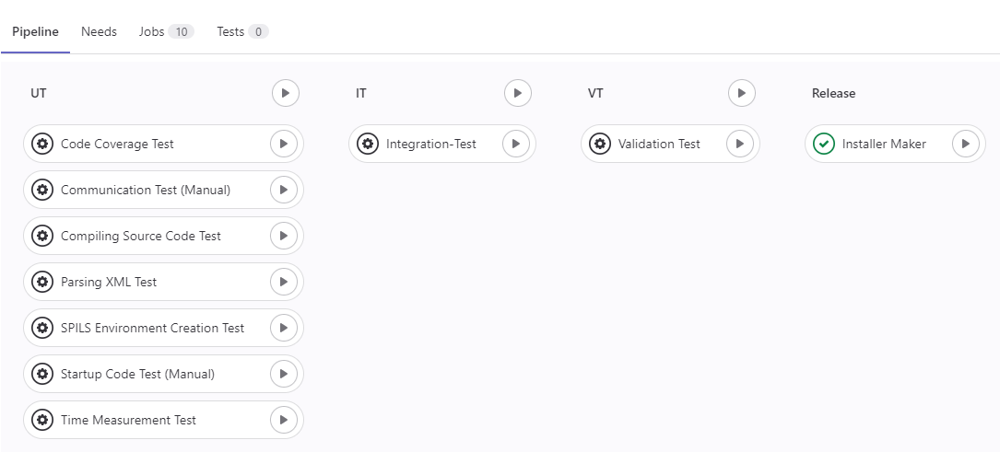 Pipeline Needs Jobs 10 Tests 0
UT IT VT Release
Code Coverage Test Integration-Test Validation Test Installer Maker
Communication Test (Manual)
Compiling Source Code Test
Parsing XML Test
SPILS Environment Creation Test
Startup Code Test (Manual)
Time Measurement Test